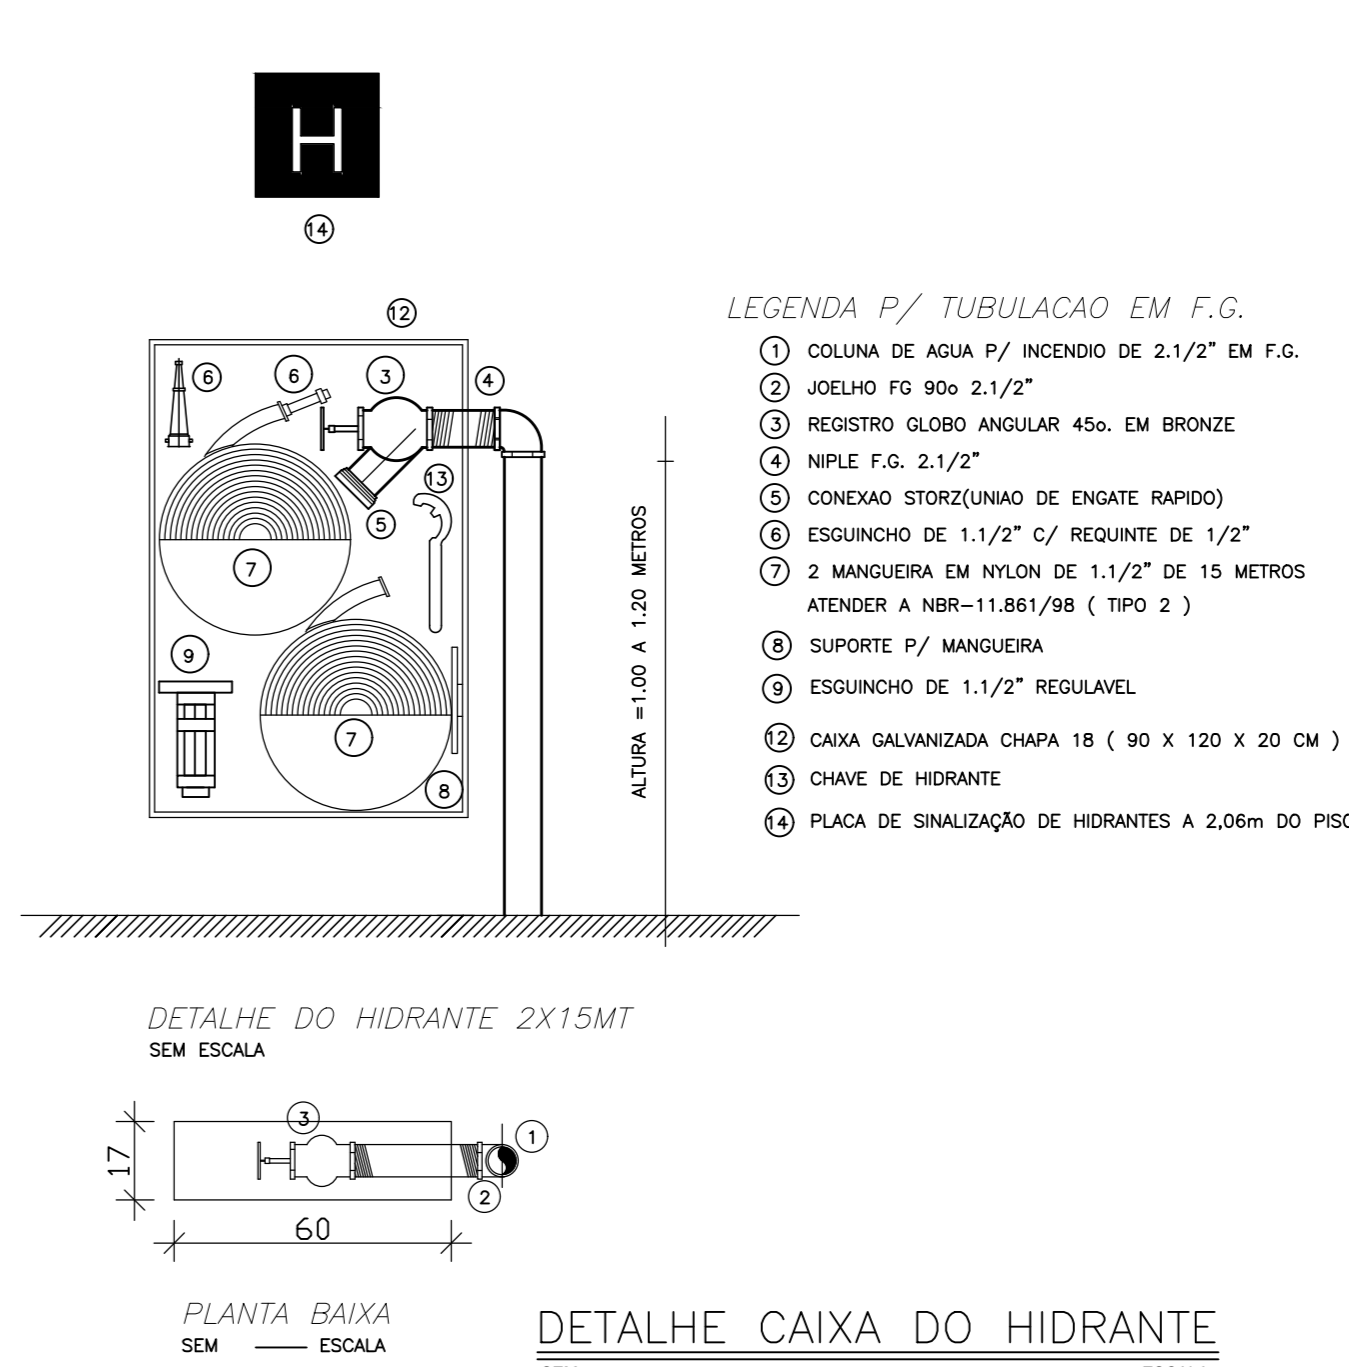 H
14
12
6
6
3
4
13
5
7
9
7
8
ALTURA =1.00 A 1.20 METROS
LEGENDA P/ TUBULACAO EM F.G.
1 COLUNA DE AGUA P/ INCENDIO DE 2.1/2" EM F.G.
2 JOELHO FG 90o 2.1/2"
3 REGISTRO GLOBO ANGULAR 45o. EM BRONZE
4 NIPLE F.G. 2.1/2"
5 CONEXAO STORZ(UNIAO DE ENGATE RAPIDO)
6 ESGUINCHO DE 1.1/2" C/ REQUINTE DE 1/2"
7 2 MANGUEIRA EM NYLON DE 1.1/2" DE 15 METROS
ATENDER A NBR-11.861/98 ( TIPO 2 )
8 SUPORTE P/ MANGUEIRA
9 ESGUINCHO DE 1.1/2" REGULAVEL
12 CAIXA GALVANIZADA CHAPA 18 ( 90 X 120 X 20 CM )
13 CHAVE DE HIDRANTE
14 PLACA DE SINALIZAÇÃO DE HIDRANTES A 2,06m DO PISO
DETALHE DO HIDRANTE 2X15MT
SEM ESCALA
3
1
2
17
60
PLANTA BAIXA
SEM ESCALA
DETALHE CAIXA DO HIDRANTE